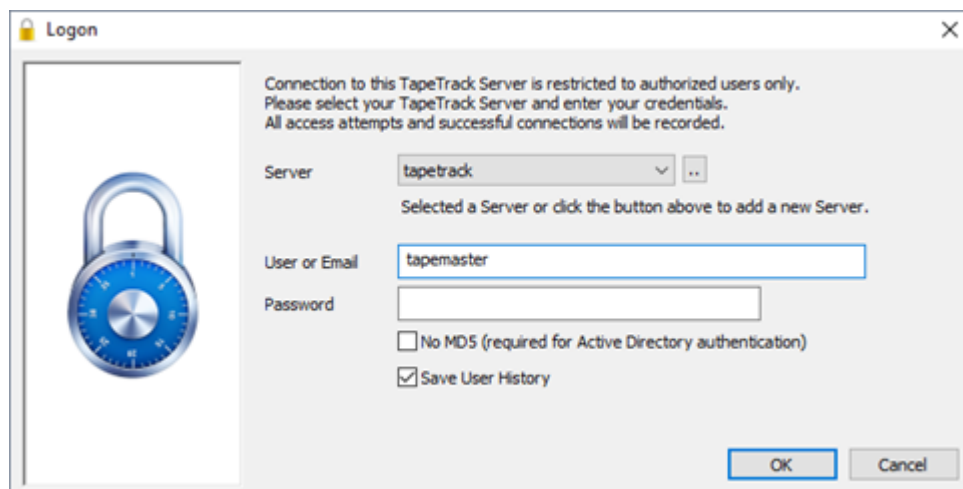 Logon
Connection to this TapeTrack Server is restricted to authorized users only.
Please select your TapeTrack Server and enter your credentials.
All access attempts and successful connections will be recorded.
Server
tapetrack
..
Selected a Server or click the button above to add a new Server.
User or Email
tapemaster
Password
No MD5 (required for Active Directory authentication)
Save User History
OK
Cancel